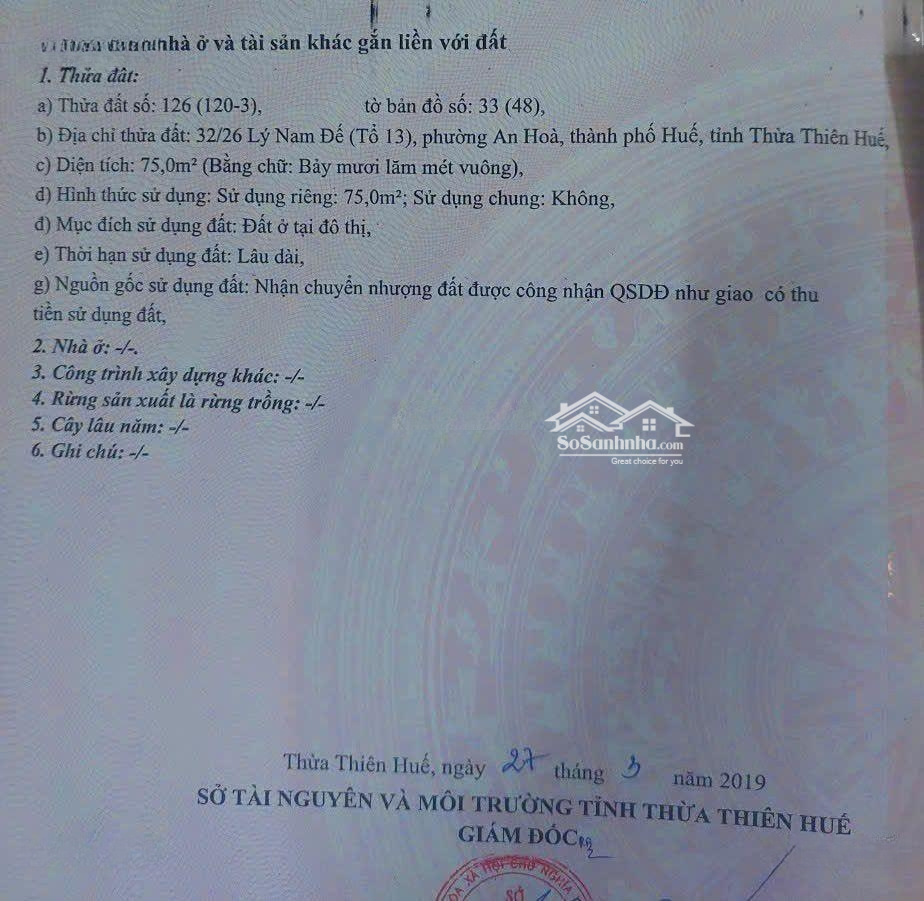 nhà ở và tài sản khác gắn liền với đất
1. Thửa đất:
a) Thửa đất số: 126 (120-3), tờ bản đồ số: 33 (48),
b) Địa chỉ thửa đất: 32/26 Lý Nam Đế (Tổ 13), phường An Hoà, thành phố Huế, tỉnh Thừa Thiên Huế,
c) Diện tích: 75,0m² (Bằng chữ: Bảy mươi lăm mét vuông),
d) Hình thức sử dụng: Sử dụng riêng: 75,0m²; Sử dụng chung: Không,
đ) Mục đích sử dụng đất: Đất ở tại đô thị,
e) Thời hạn sử dụng đất: Lâu dài,
g) Nguồn gốc sử dụng đất: Nhận chuyển nhượng đất được công nhận QSDĐ như giao có thu
tiền sử dụng đất,
2. Nhà ở: -/-.
3. Công trình xây dựng khác: -/-
4. Rừng sản xuất là rừng trồng: -/-
5. Cây lâu năm: -/-
6. Ghi chú: -/-
SoSanhnha.com
Great choice for you
Thừa Thiên Huế, ngày 27 tháng 3 năm 2019
SỞ TÀI NGUYÊN VÀ MÔI TRƯỜNG TỈNH THỪA THIÊN HUẾ
GIÁM ĐỐC
XÃ HỘI CHỦ NGHĨA
SỞ